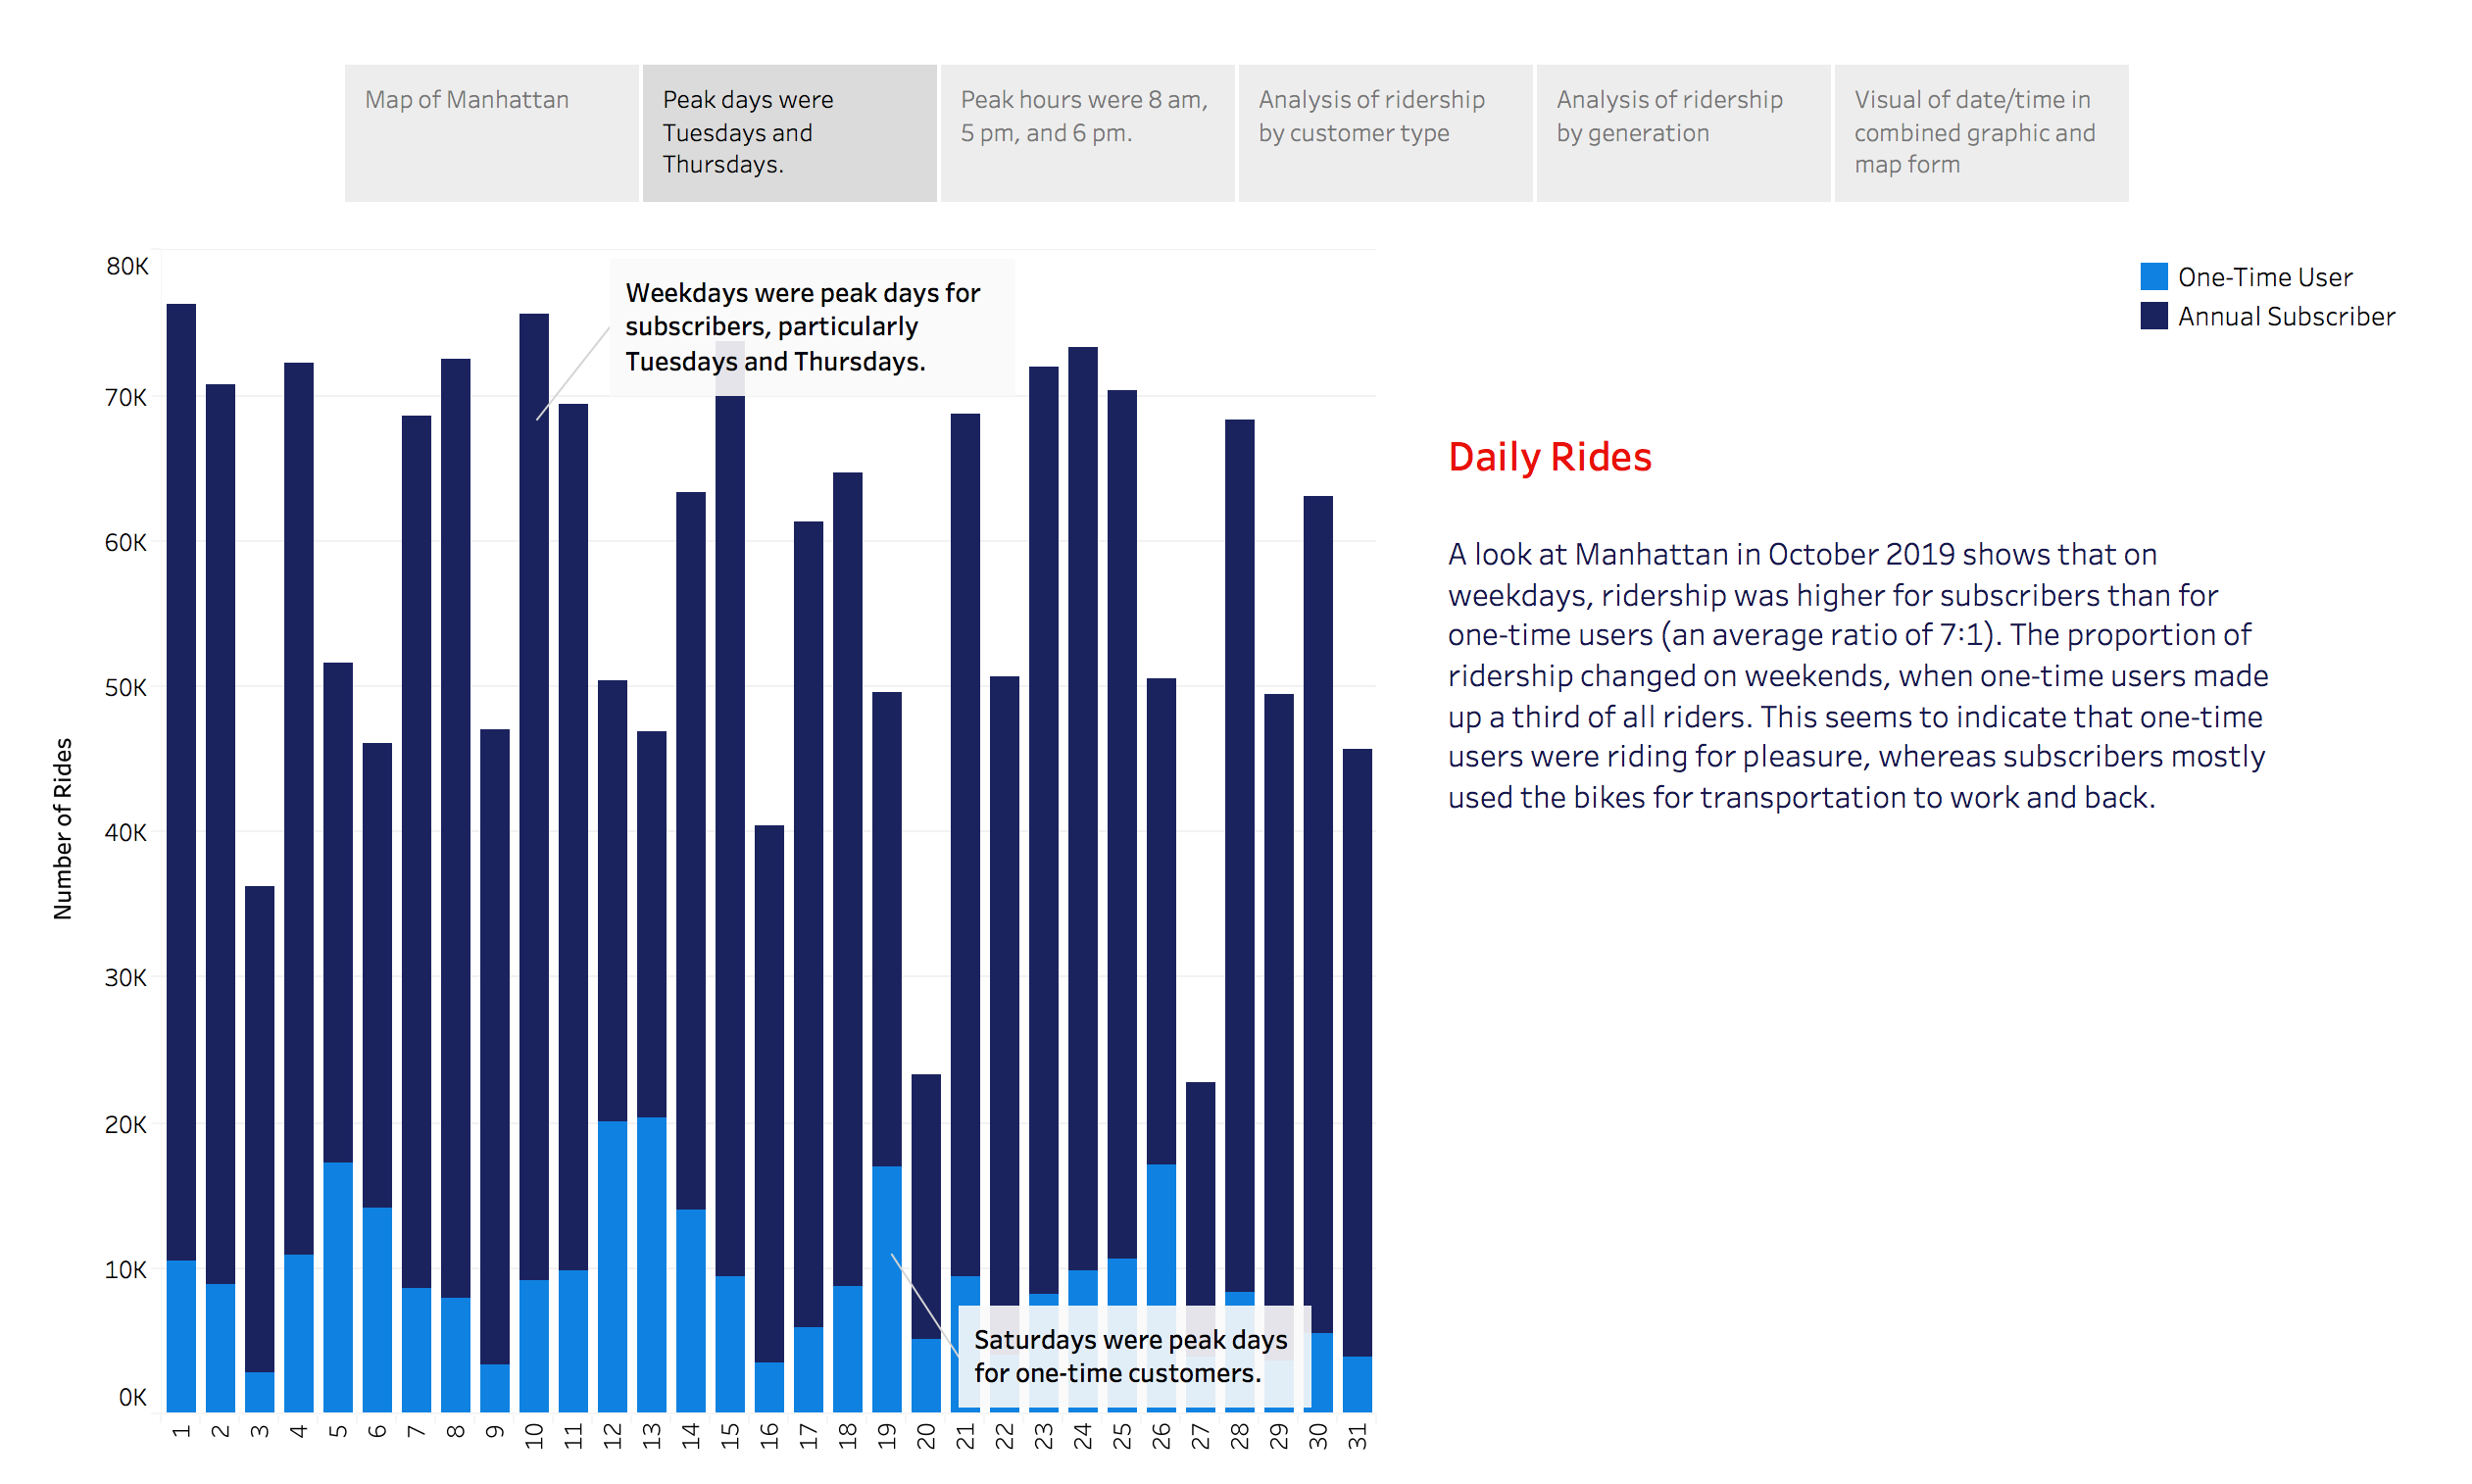 Map of Manhattan
Peak days were
Tuesdays and
Thursdays.
Peak hours were 8 am,
5 pm, and 6 pm.
Analysis of ridership
by customer type
Analysis of ridership
by generation
Visual of date/time in
combined graphic and
map form
One-Time User
Annual Subscriber
80K
70K
60K
50K
40K
30K
20K
10K
0K
Number of Rides
Weekdays were peak days for
subscribers, particularly
Tuesdays and Thursdays.
Saturdays were peak days
for one-time customers.
1 2 3 4 5 6 7 8 9 10 11 12 13 14 15 16 17 18 19 20 21 22 23 24 25 26 27 28 29 30 31
Daily Rides
A look at Manhattan in October 2019 shows that on
weekdays, ridership was higher for subscribers than for
one-time users (an average ratio of 7:1). The proportion of
ridership changed on weekends, when one-time users made
up a third of all riders. This seems to indicate that one-time
users were riding for pleasure, whereas subscribers mostly
used the bikes for transportation to work and back.